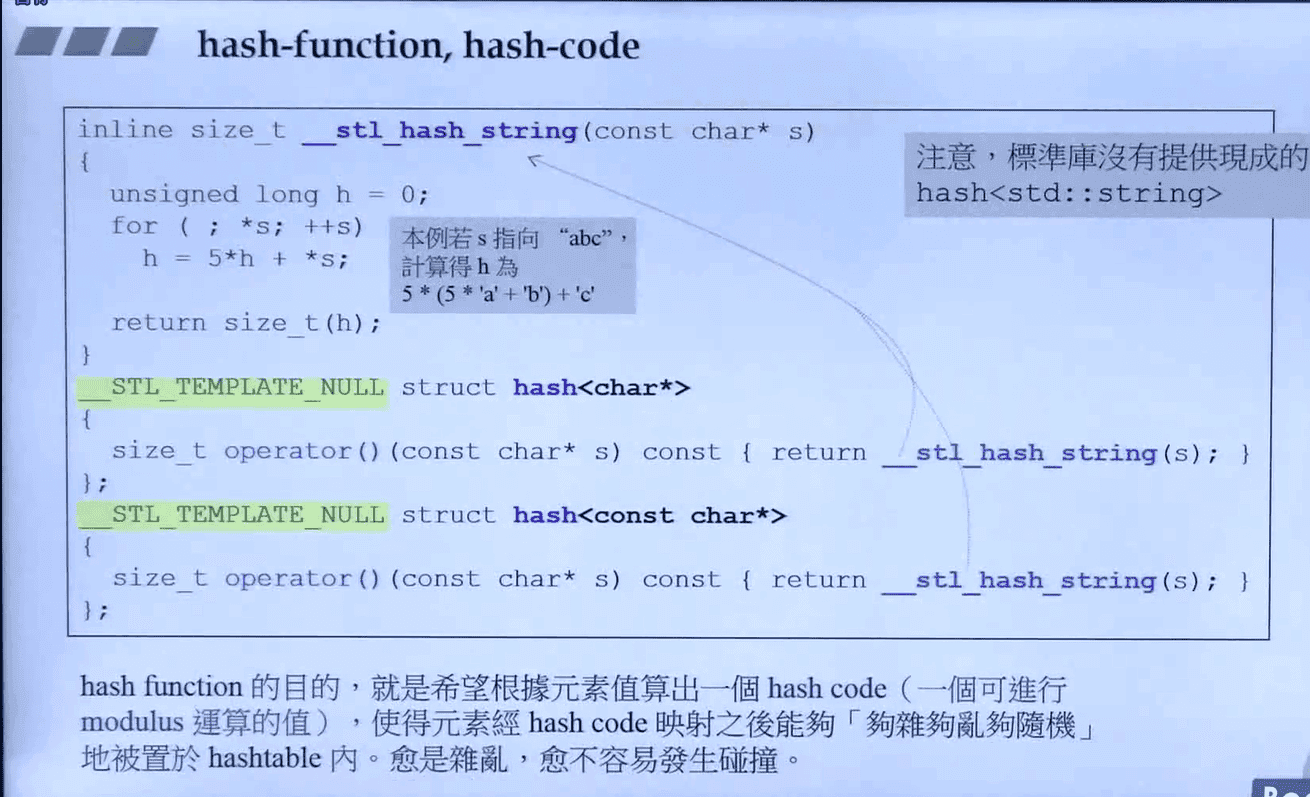 hash-function, hash-code
inline size_t __stl_hash_string(const char* s)
{
注意，標準庫沒有提供現成的
hash<std::string>
unsigned long h = 0;
for ( ; *s; ++s)
h = 5*h + *s;
本例若 s 指向 “abc”，
計算得 h 為
5 * (5 * 'a' + 'b') + 'c'
return size_t(h);
}
__STL_TEMPLATE_NULL struct hash<char*>
{
size_t operator()(const char* s) const { return __stl_hash_string(s); }
};
__STL_TEMPLATE_NULL struct hash<const char*>
{
size_t operator()(const char* s) const { return __stl_hash_string(s); }
};
hash function 的目的，就是希望根據元素值算出一個 hash code（一個可進行
modulus 運算的值），使得元素經 hash code 映射之後能夠「夠雜夠亂夠隨機」
地被置於 hashtable 內。愈是雜亂，愈不容易發生碰撞。